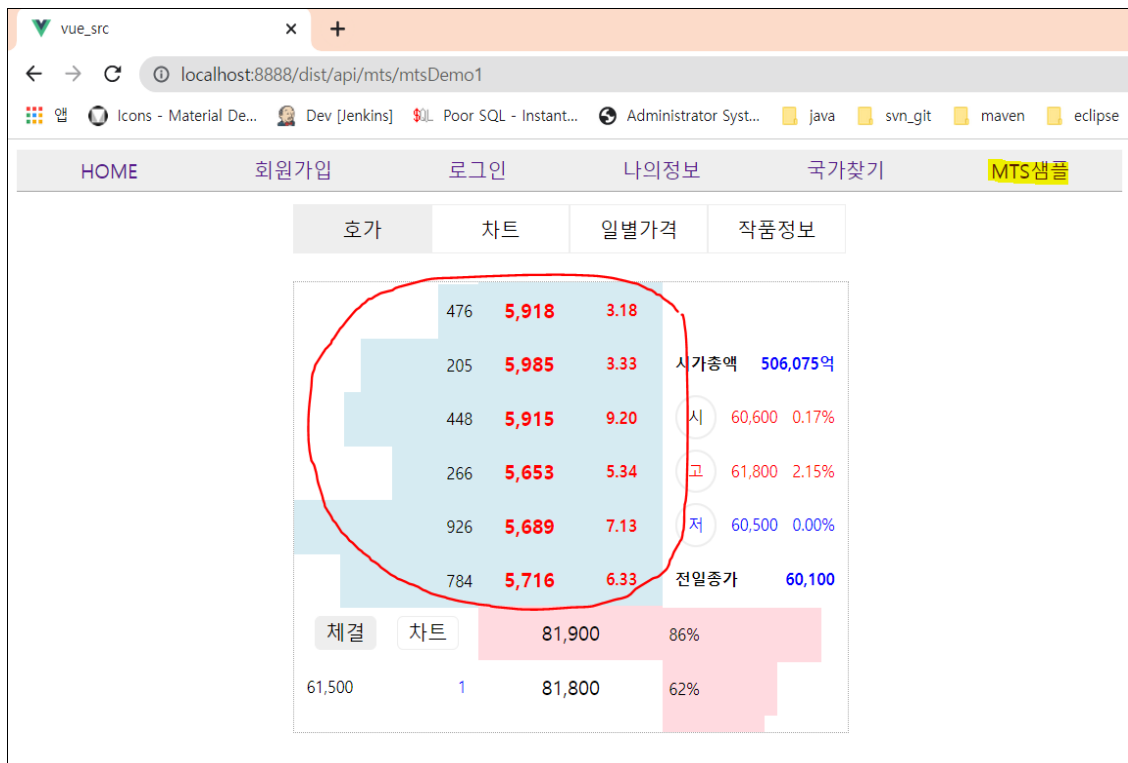 vue_src
localhost:8888/dist/api/mts/mtsDemo1
앱 Icons - Material De... Dev [Jenkins] SQL Poor SQL - Instant... Administrator Syst... java svn_git maven eclipse
HOME 회원가입 로그인 나의정보 국가찾기 MTS샘플
호가 차트 일별가격 작품정보
476 5,918 3.18
205 5,985 3.33 시가총액 506,075억
448 5,915 9.20 시 60,600 0.17%
266 5,653 5.34 고 61,800 2.15%
926 5,689 7.13 저 60,500 0.00%
784 5,716 6.33 전일종가 60,100
체결 차트 81,900 86%
61,500 1 81,800 62%